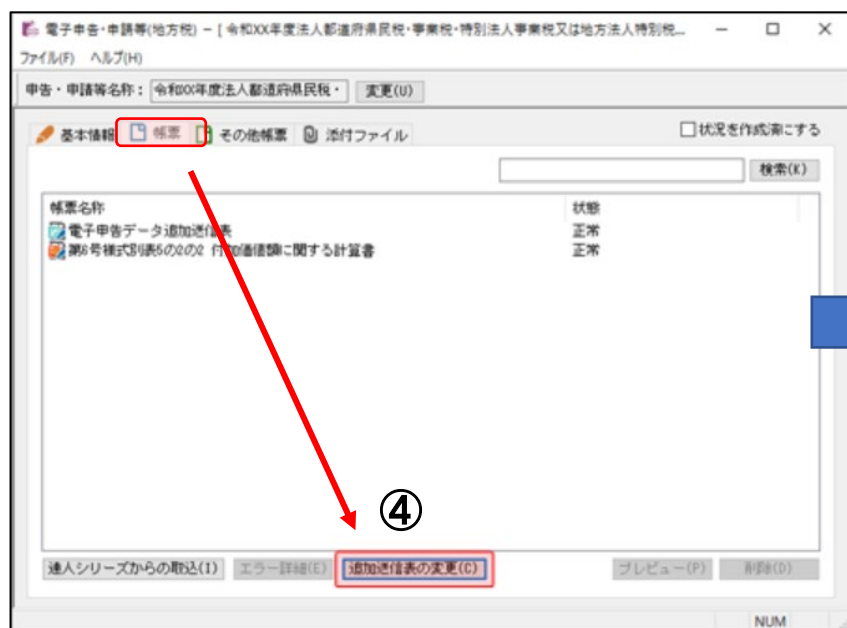 電子申告・申請等(地方税) － [ 令和XX年度法人都道府県民税・事業税・特別法人事業税又は地方法人特別税...
ファイル(F) ヘルプ(H)
申告・申請等名称： 令和XX年度法人都道府県民税・ 変更(U)
基本情報 帳票 その他帳票 添付ファイル 状況を作成済にする
検索(K)
帳票名称 状態
電子申告データ追加送信表 正常
第6号様式別表5の2の2 付加価値額に関する計算書 正常
④
達人シリーズからの取込(I) エラー詳細(E) 追加送信表の変更(C) プレビュー(P) 削除(D)
NUM